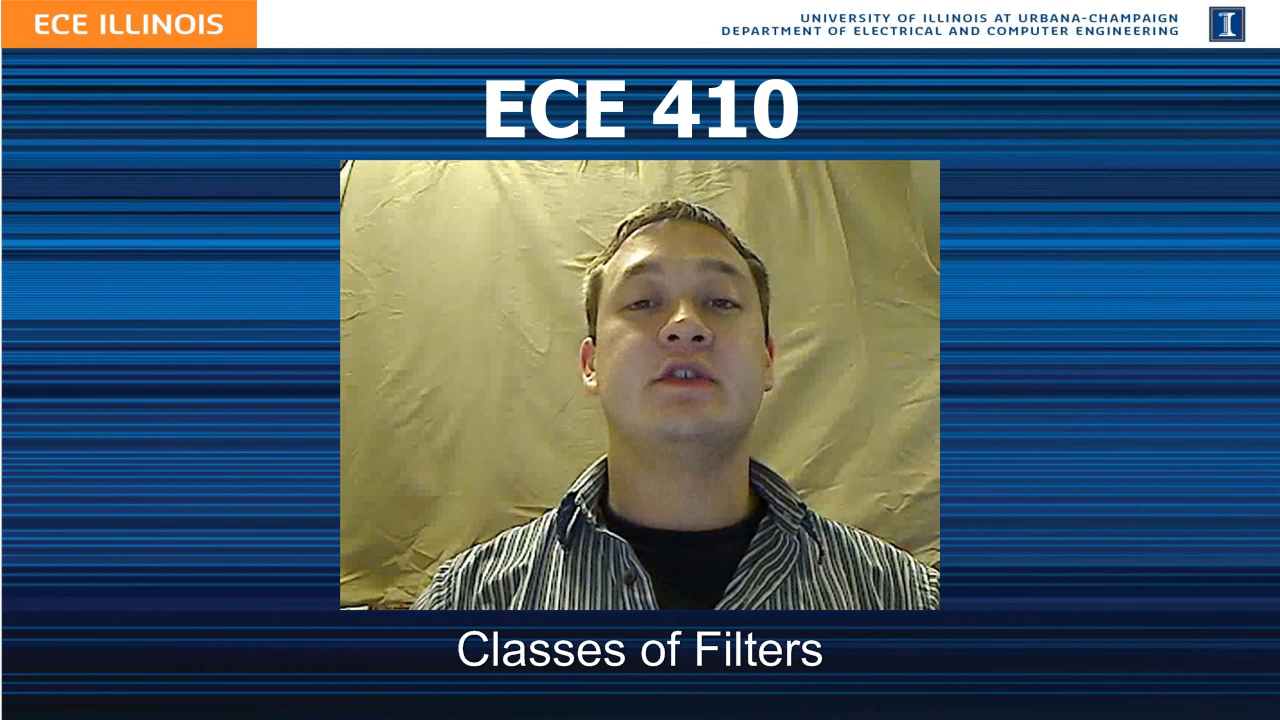 ECE ILLINOIS
UNIVERSITY OF ILLINOIS AT URBANA-CHAMPAIGN
DEPARTMENT OF ELECTRICAL AND COMPUTER ENGINEERING
I
ECE 410
Classes of Filters